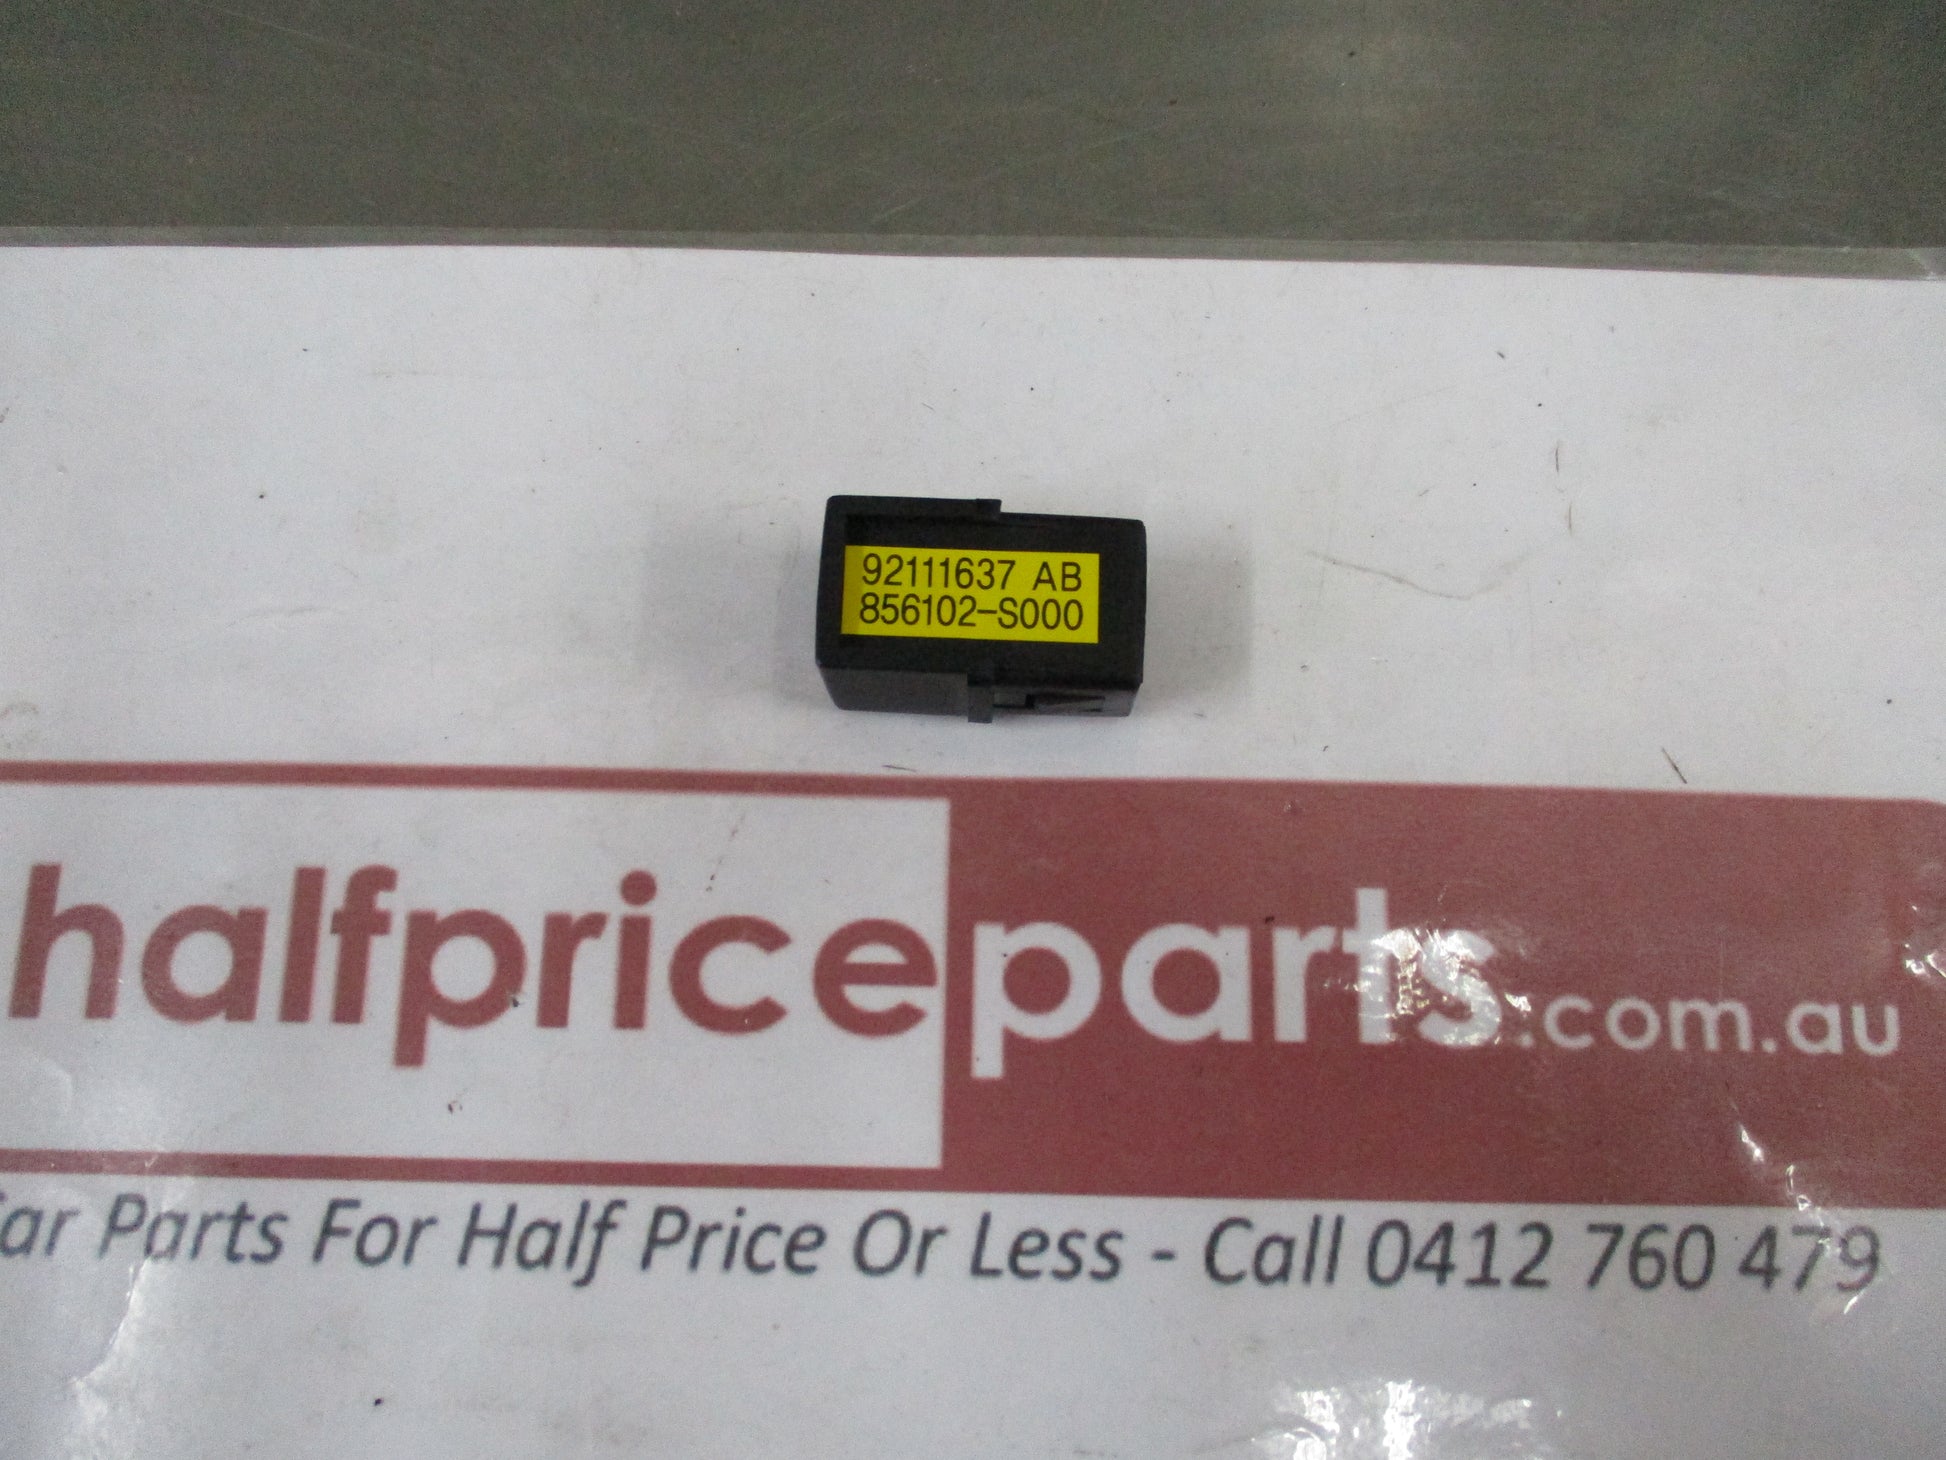 92111637 AB
856102-S000
halfpriceparts.com.au
ar Parts For Half Price Or Less - Call 0412 760 479